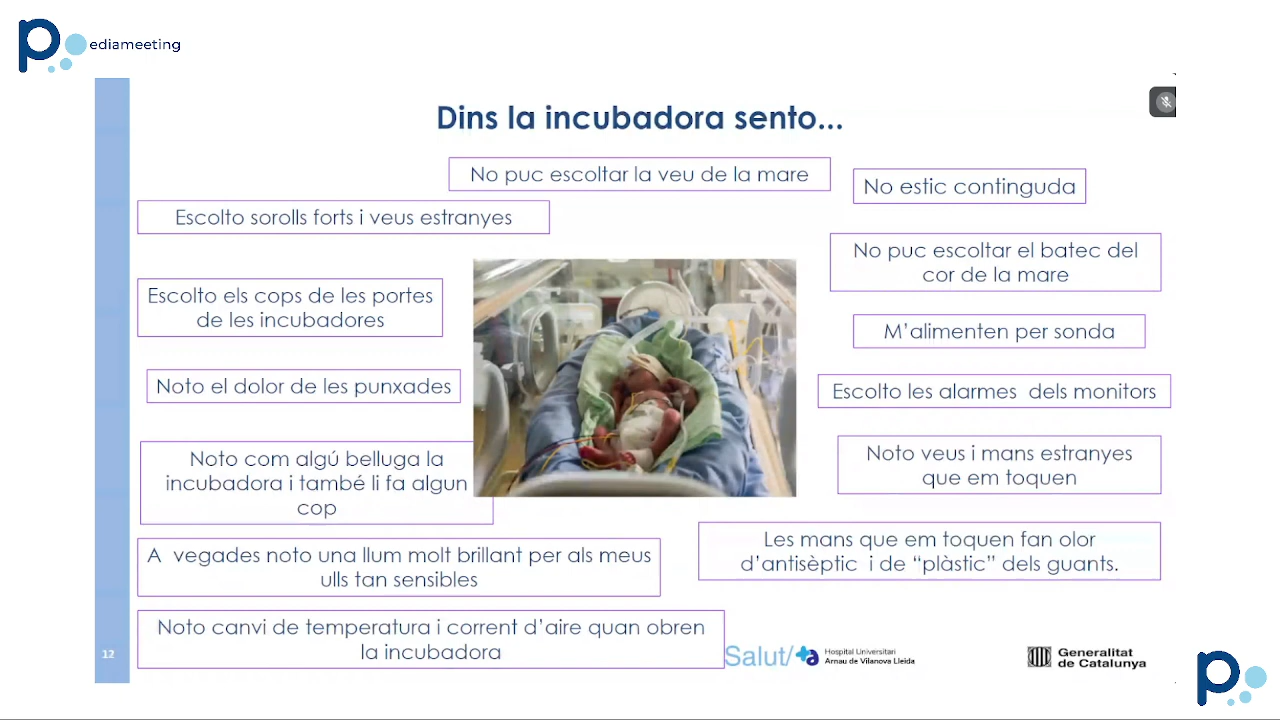 Pediameeting
Dins la incubadora sento...
No puc escoltar la veu de la mare
No estic continguda
Escolto sorolls forts i veus estranyes
No puc escoltar el batec del
cor de la mare
Escolto els cops de les portes
de les incubadores
M'alimenten per sonda
Noto el dolor de les punxades
Escolto les alarmes  dels monitors
Noto com algú belluga la
incubadora i també li fa algun
cop
Noto veus i mans estranyes
que em toquen
A  vegades noto una llum molt brillant per als meus
ulls tan sensibles
Les mans que em toquen fan olor
d'antisèptic  i de “plàstic” dels guants.
Noto canvi de temperatura i corrent d'aire quan obren
la incubadora
12
Salut/
Hospital Universitari
Arnau de Vilanova Lleida
Generalitat
de Catalunya
P